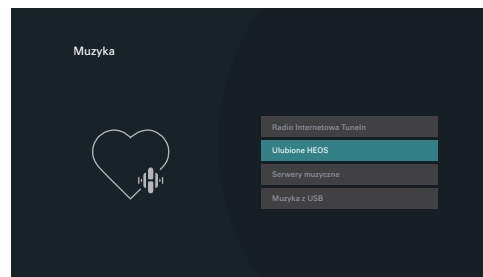 Muzyka
Radio Internetowa TuneIn
Ulubione HEOS
Serwery muzyczne
Muzyka z USB